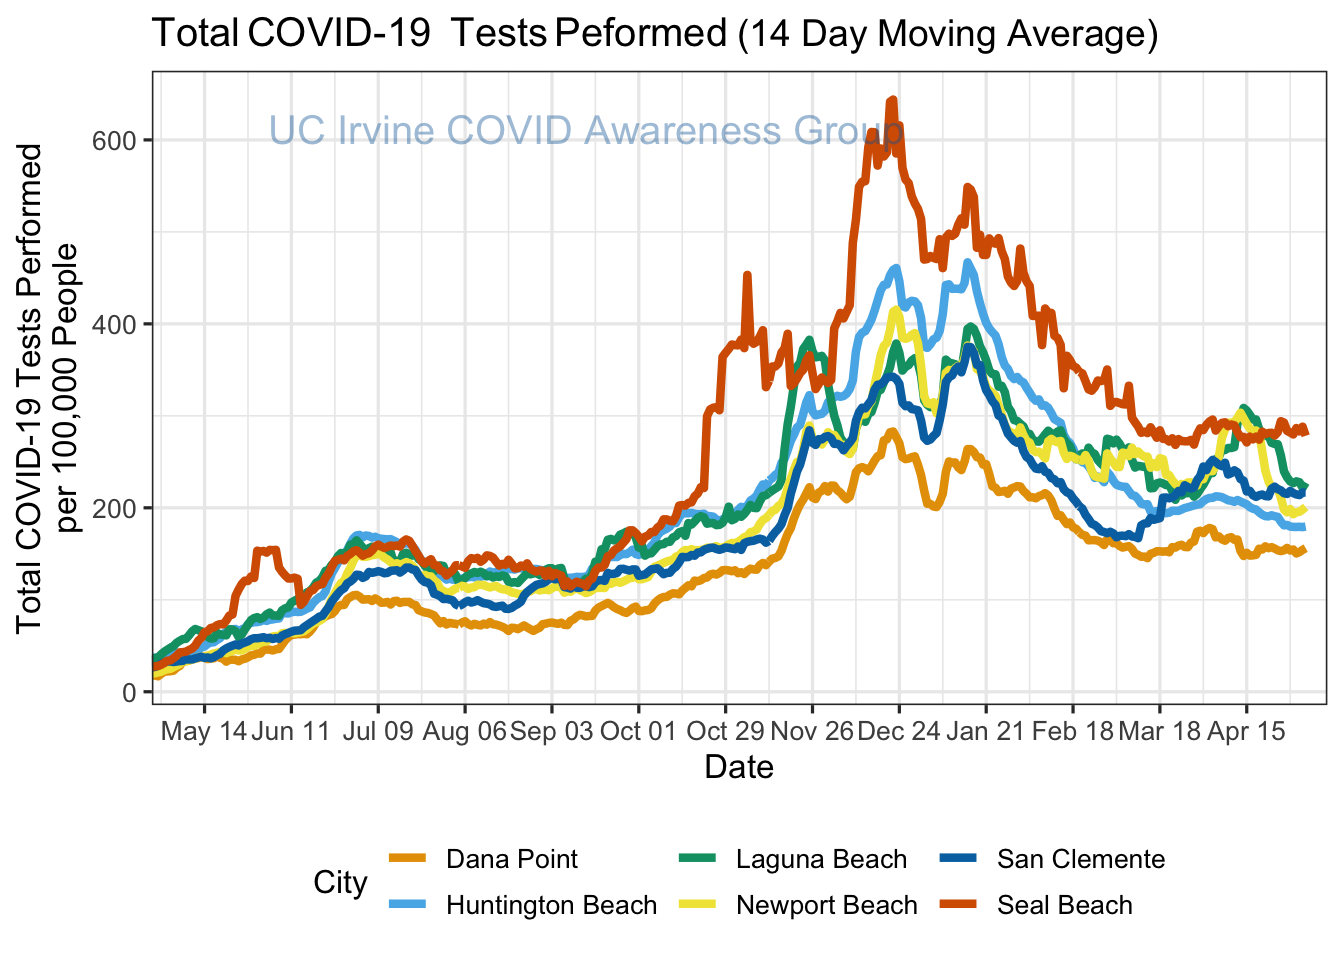 Total COVID-19  Tests Peformed (14 Day Moving Average)
UC Irvine COVID Awareness Group
Total COVID-19 Tests Performed
per 100,000 People
600
400
200
0
May 14 Jun 11 Jul 09 Aug 06 Sep 03 Oct 01 Oct 29 Nov 26 Dec 24 Jan 21 Feb 18 Mar 18 Apr 15
Date
City
Dana Point Laguna Beach San Clemente
Huntington Beach Newport Beach Seal Beach